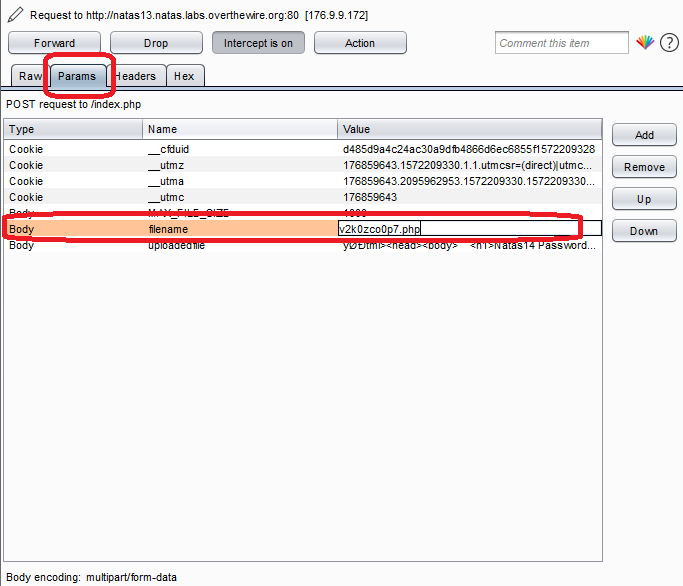 Request to http://natas13.natas.labs.overthewire.org:80 [176.9.9.172]
Forward Drop Intercept is on Action Comment this item ?
Raw Params Headers Hex
POST request to /index.php
Type Name Value
Add
Cookie __cfduid d485d9a4c24ac30a9dfb4866d6ec6855f1572209328
Cookie __utmz 176859643.1572209330.1.1.utmcsr=(direct)|utmc...
Remove
Cookie __utma 176859643.2095962953.1572209330.1572209330...
Cookie __utmc 176859643
Up
Body MAX_FILE_SIZE 1000
Body filename v2k0zco0p7.php
Down
Body uploadedfile yØÐtml><head><body> <h1>Natas14 Password...
Body encoding: multipart/form-data